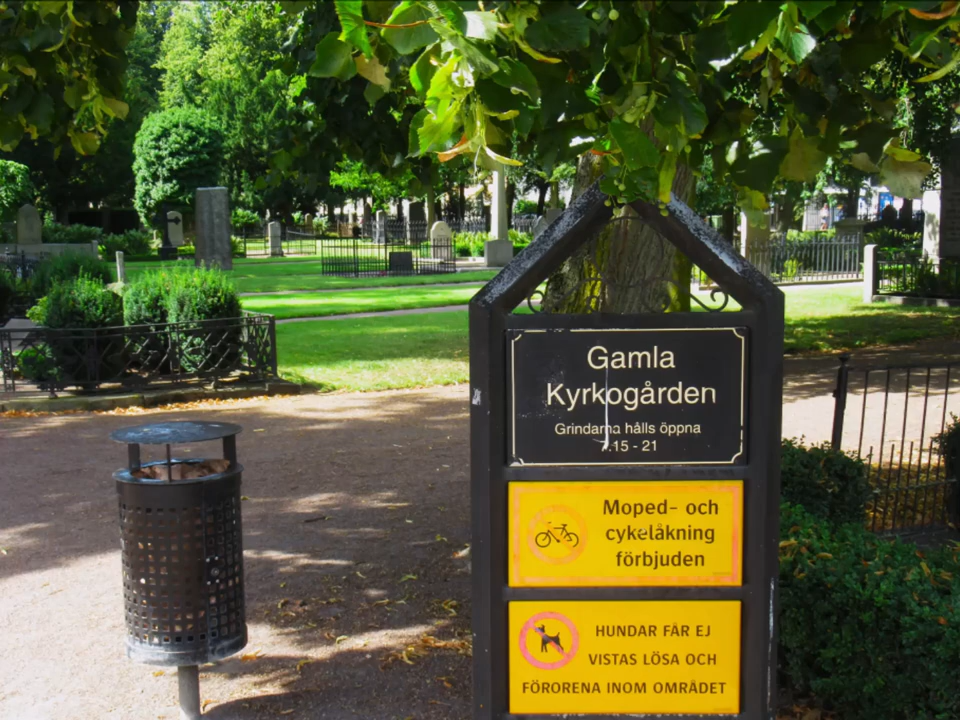 Gamla
Kyrkogården
Grindarna hålls öppna
7.15 - 21
Moped- och
cykelåkning
förbjuden
HUNDAR FÅR EJ
VISTAS LÖSA OCH
FÖRORENA INOM OMRÅDET